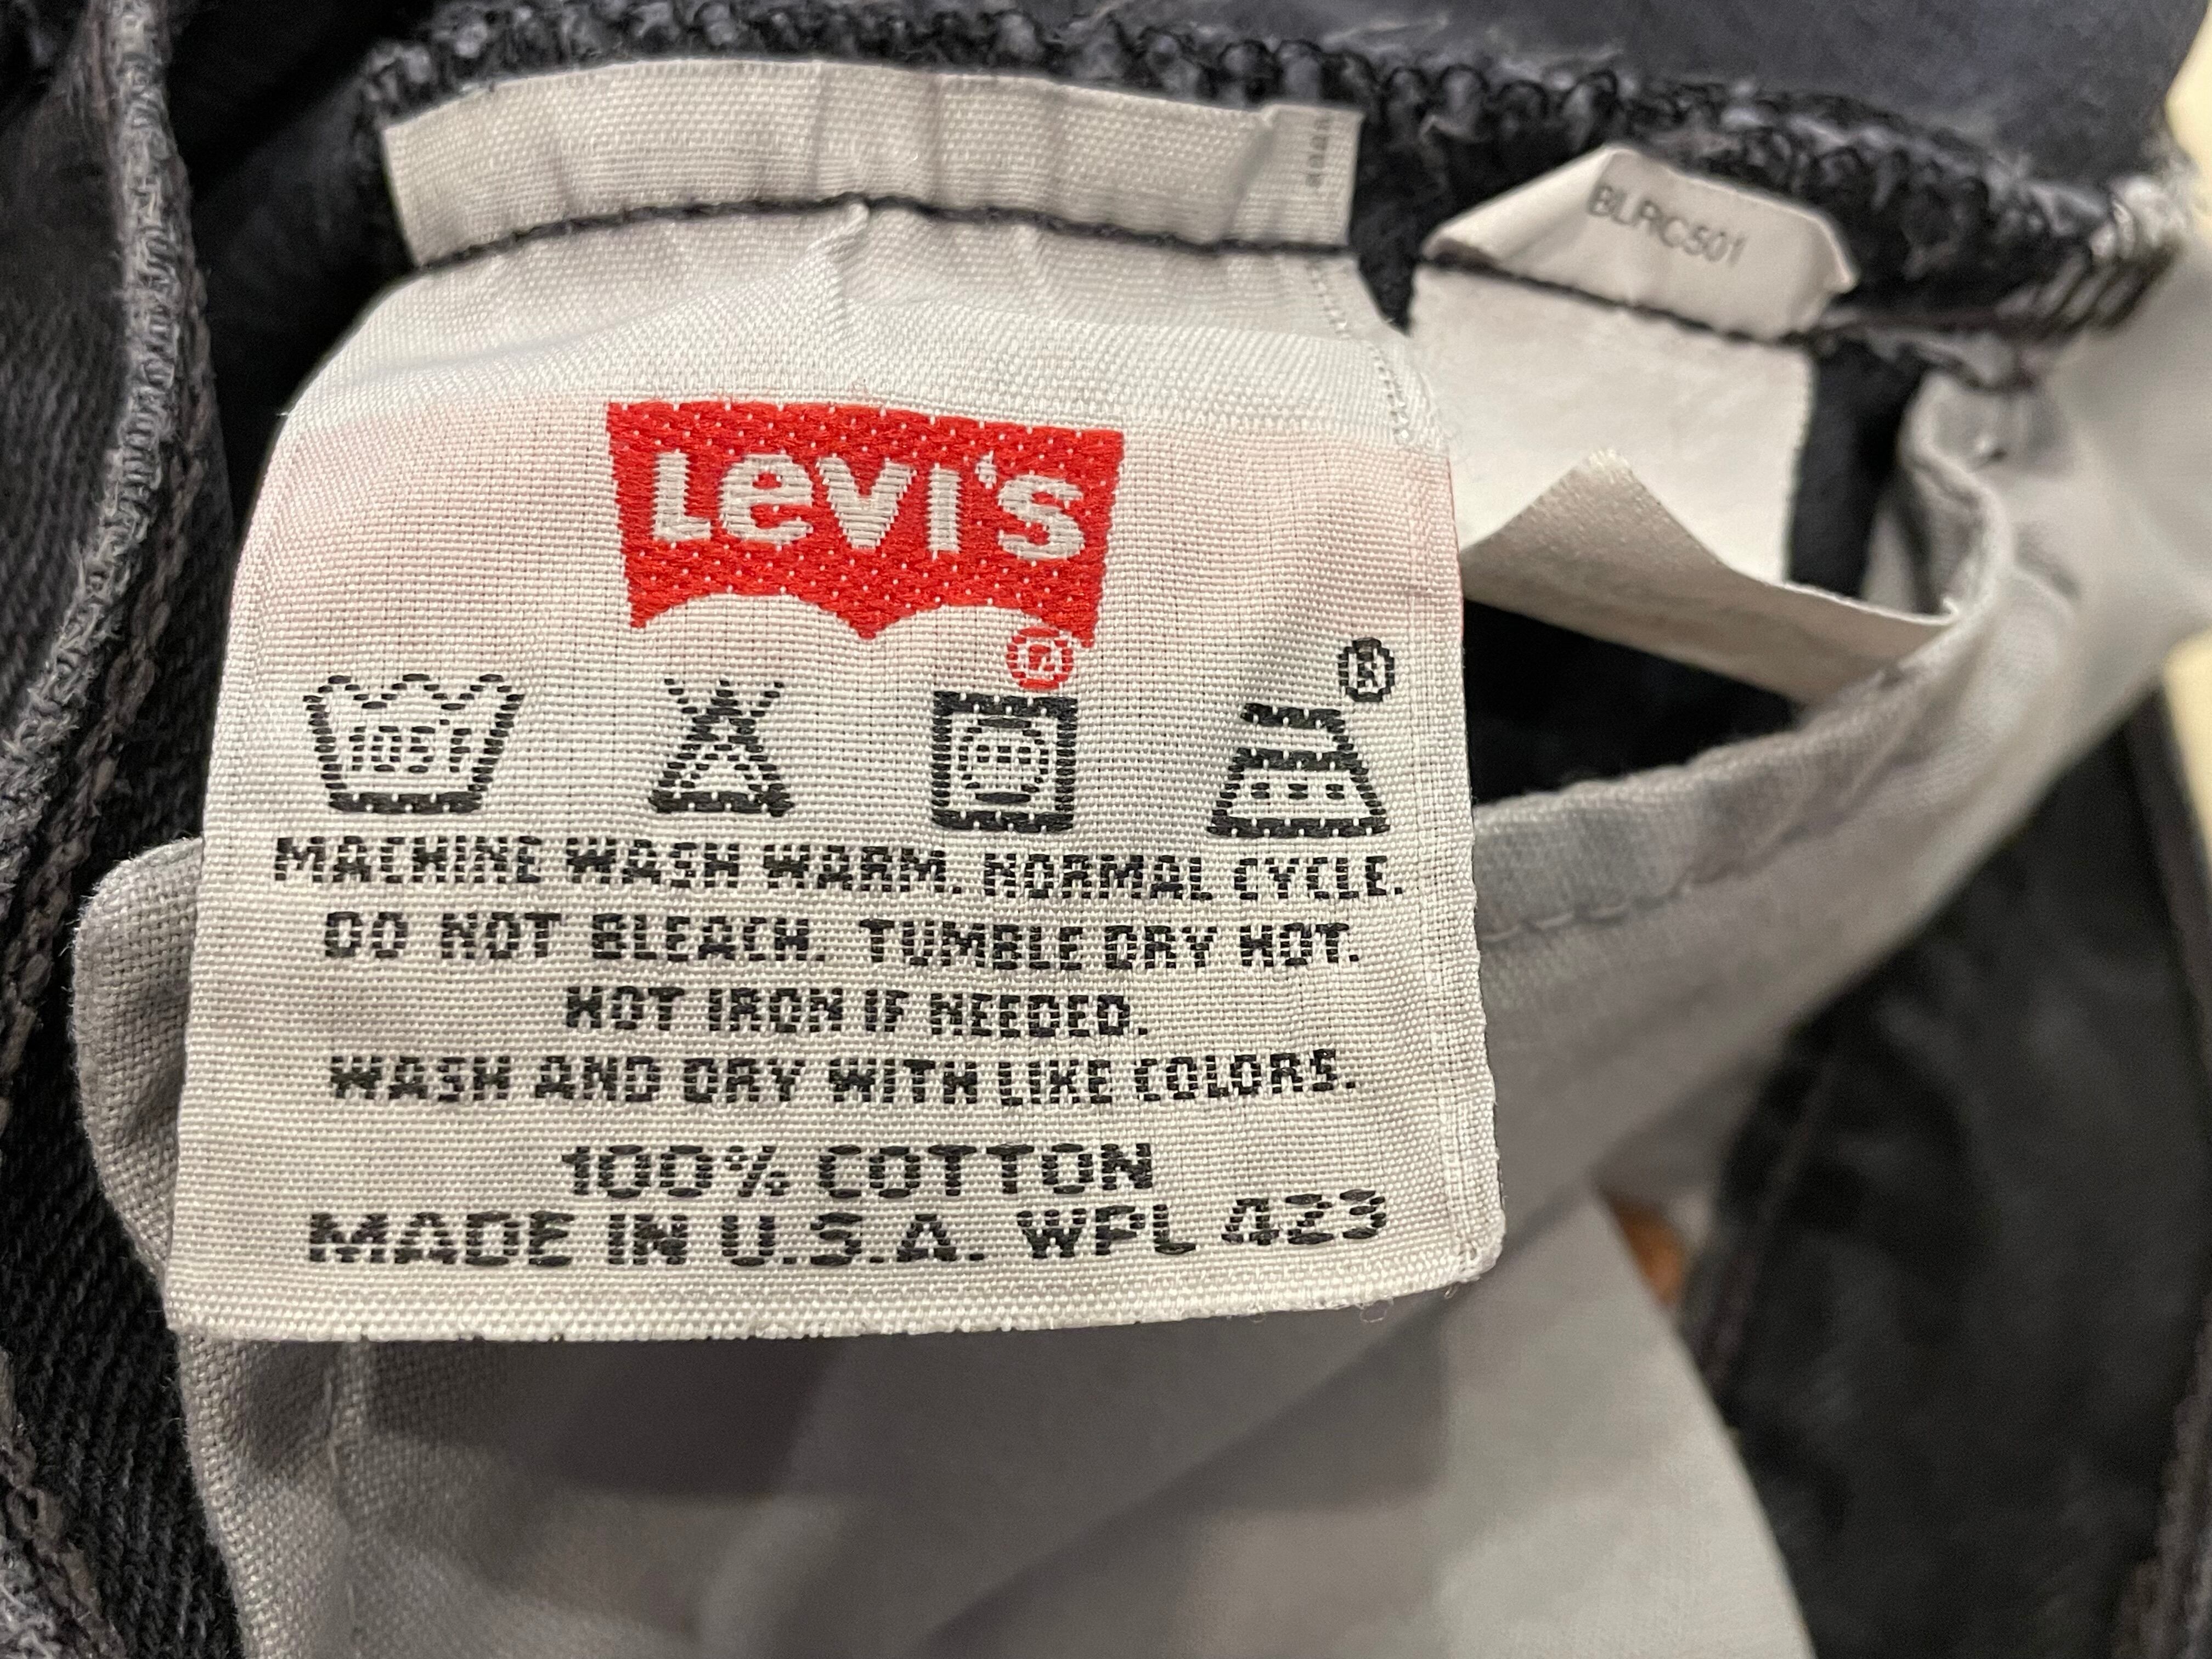 BLRC501
LEVI'S
®
®
105F
MACHINE WASH WARM. NORMAL CYCLE.
DO NOT BLEACH. TUMBLE DRY HOT.
HOT IRON IF NEEDED.
WASH AND DRY WITH LIKE COLORS.
100% COTTON
MADE IN U.S.A. WPL 423